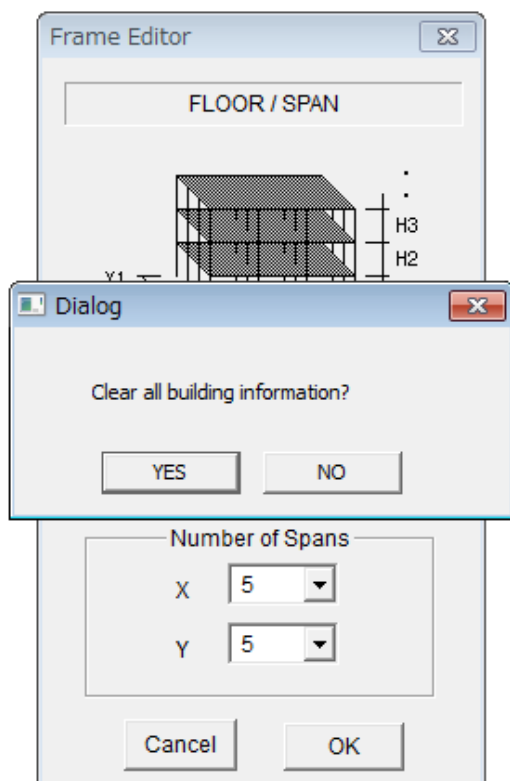 Frame Editor
FLOOR / SPAN
H3
H2
Y1
Dialog
Clear all building information?
YES NO
Number of Spans
X 5
Y 5
Cancel OK